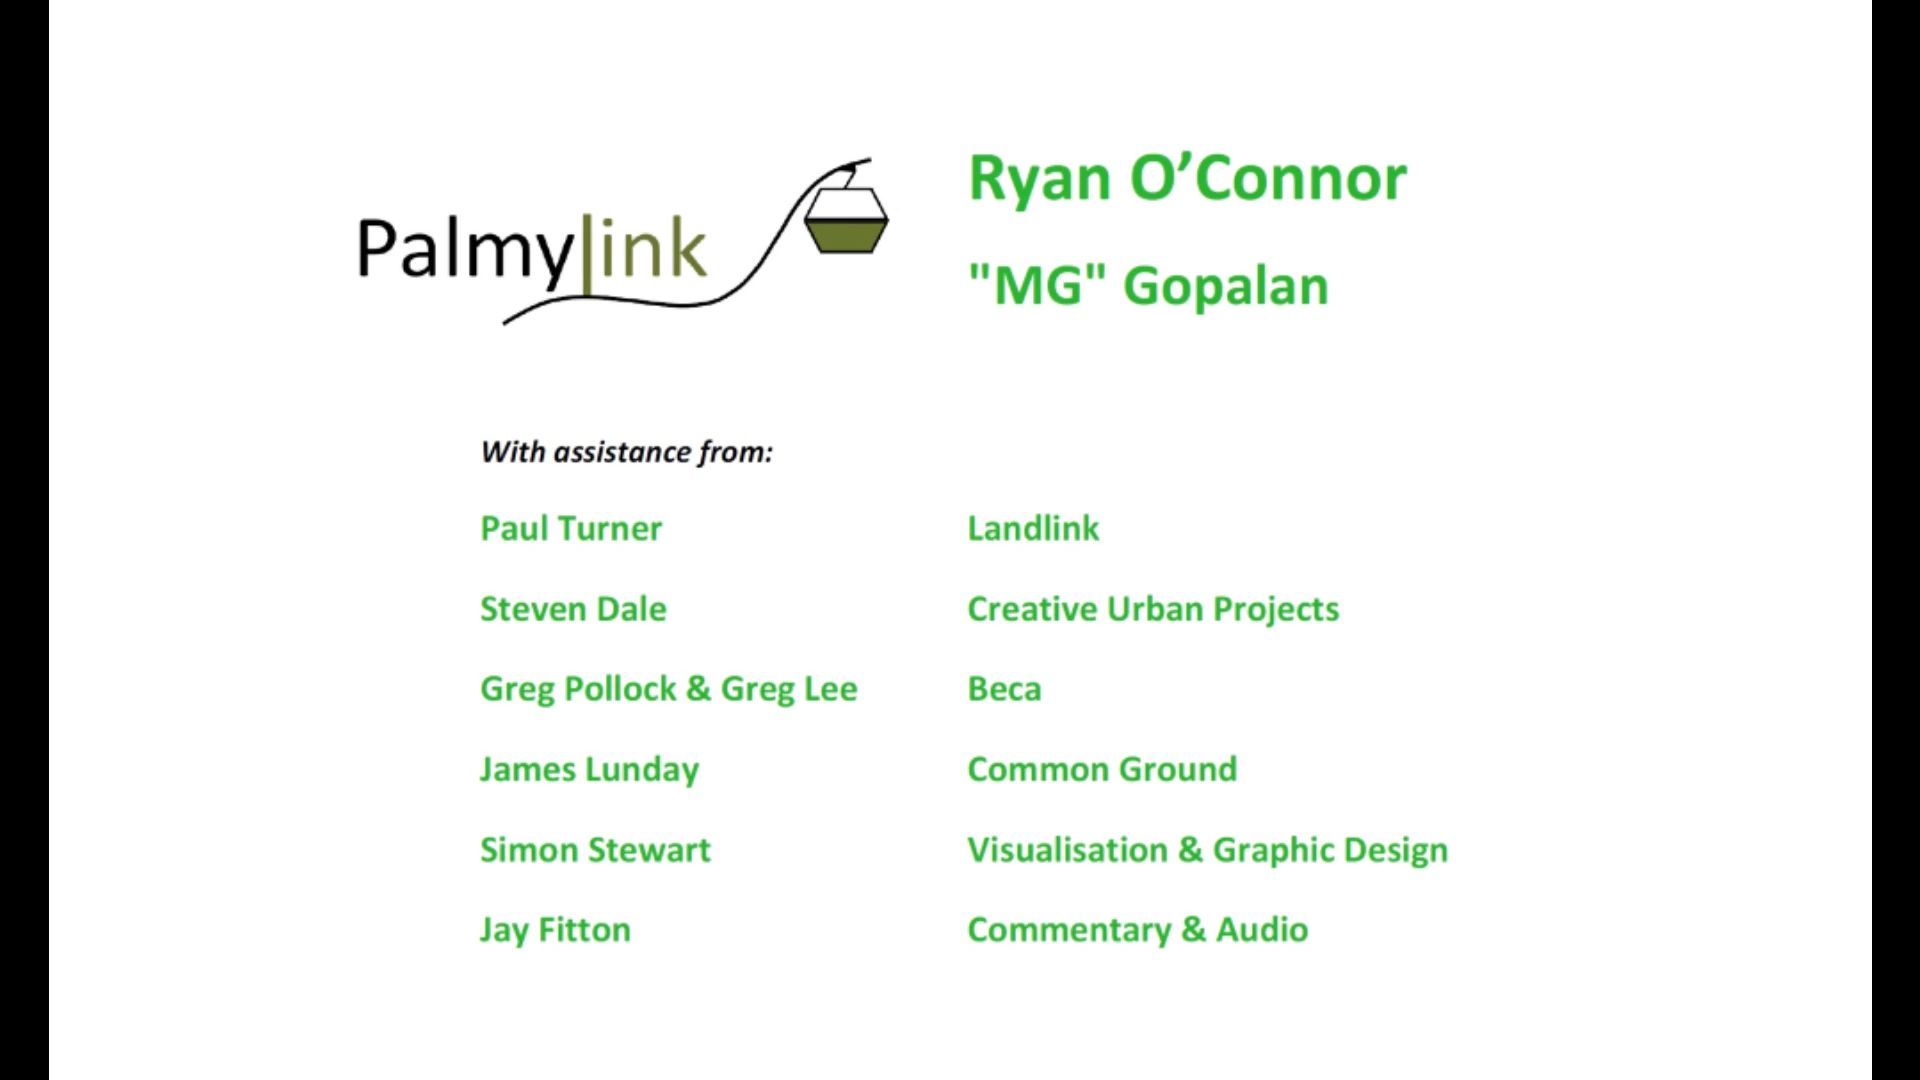 Palmylink
Ryan O’Connor
"MG" Gopalan
With assistance from:
Paul Turner Landlink
Steven Dale Creative Urban Projects
Greg Pollock & Greg Lee Beca
James Lunday Common Ground
Simon Stewart Visualisation & Graphic Design
Jay Fitton Commentary & Audio